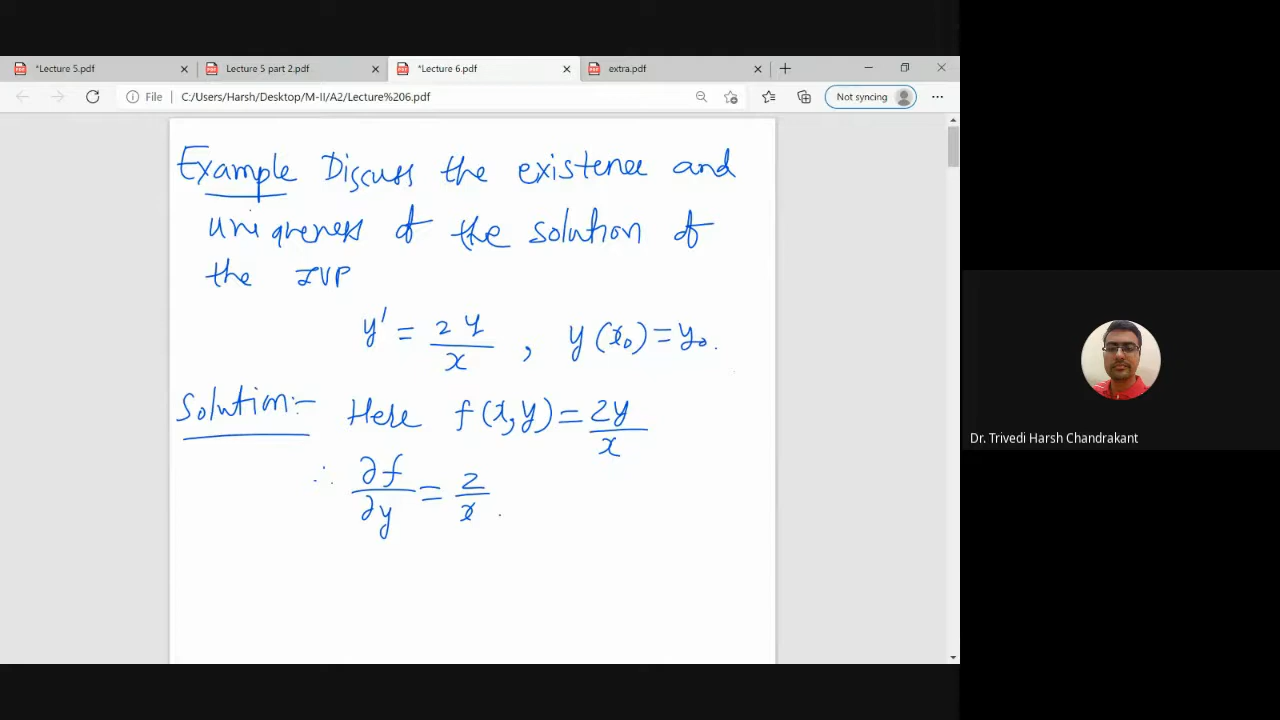 *Lecture 5.pdf
Lecture 5 part 2.pdf
*Lecture 6.pdf
extra.pdf
File | C:/Users/Harsh/Desktop/M-II/A2/Lecture%206.pdf
Not syncing
Example Discuss the existence and
uniqueness of the solution of
the IVP
y' = 2y/x , y(x₀) = y₀.
Solution:- Here f(x,y) = 2y/x
∴ ∂f/∂y = 2/x .
Dr. Trivedi Harsh Chandrakant